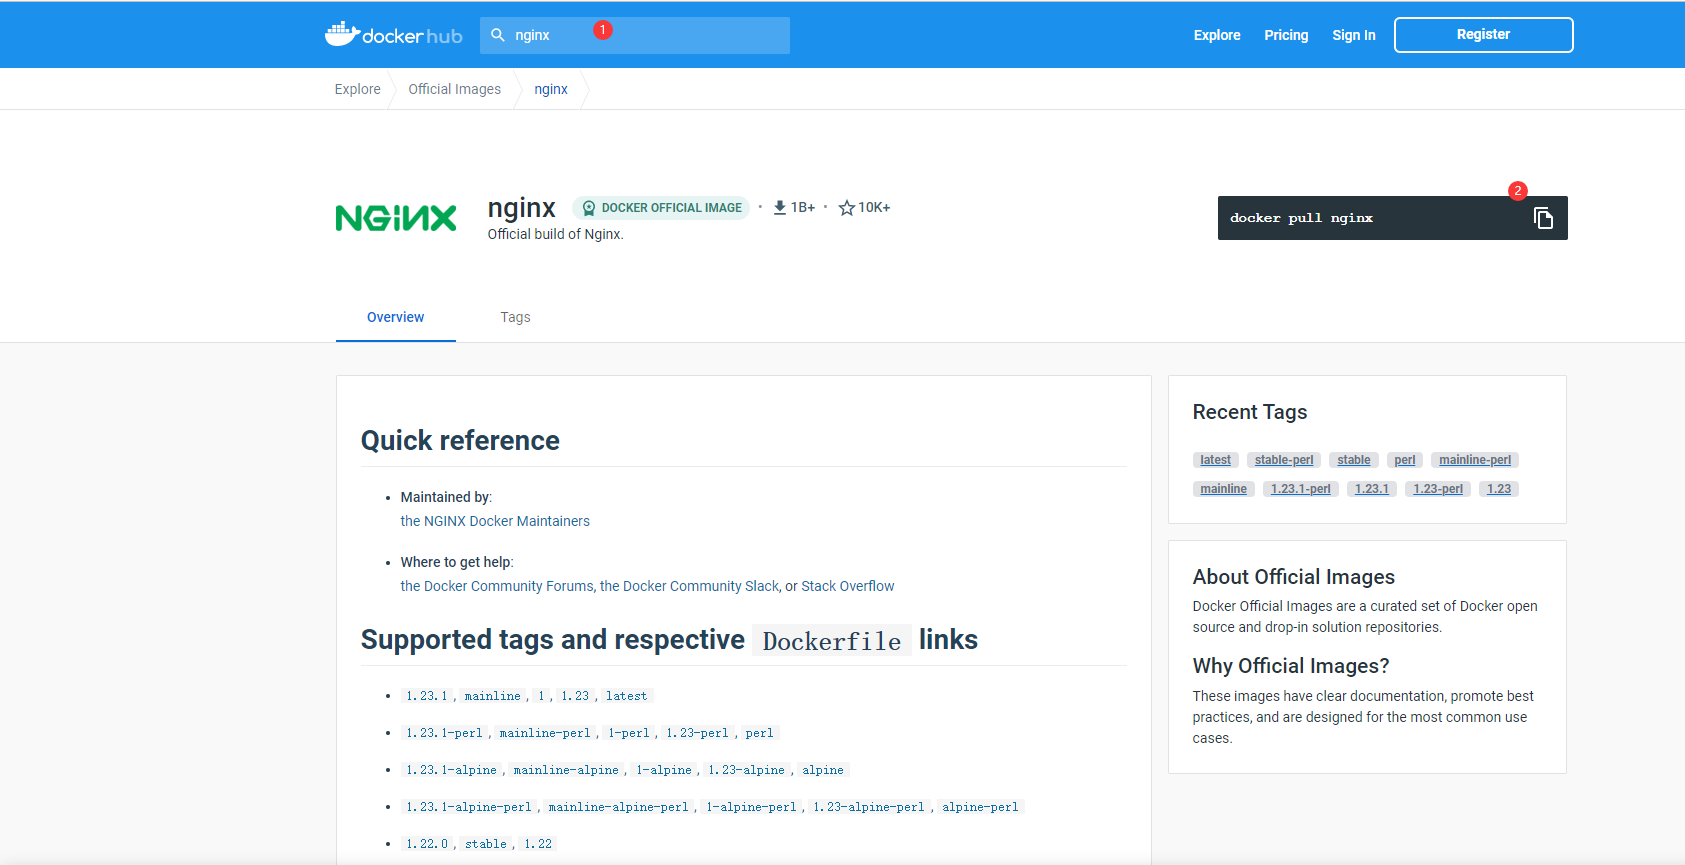 docker hub
nginx
1
Explore
Pricing
Sign In
Register
Explore
Official Images
nginx
NGINX
nginx
DOCKER OFFICIAL IMAGE
1B+
10K+
Official build of Nginx.
2
docker pull nginx
Overview
Tags
Quick reference
Maintained by:
the NGINX Docker Maintainers
Where to get help:
the Docker Community Forums, the Docker Community Slack, or Stack Overflow
Supported tags and respective Dockerfile links
1.23.1, mainline, 1, 1.23, latest
1.23.1-perl, mainline-perl, 1-perl, 1.23-perl, perl
1.23.1-alpine, mainline-alpine, 1-alpine, 1.23-alpine, alpine
1.23.1-alpine-perl, mainline-alpine-perl, 1-alpine-perl, 1.23-alpine-perl, alpine-perl
1.22.0, stable, 1.22
Recent Tags
latest stable-perl stable perl mainline-perl
mainline 1.23.1-perl 1.23.1 1.23-perl 1.23
About Official Images
Docker Official Images are a curated set of Docker open
source and drop-in solution repositories.
Why Official Images?
These images have clear documentation, promote best
practices, and are designed for the most common use
cases.